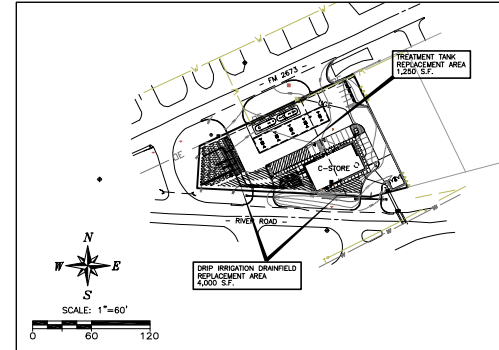 FM 2673
TREATMENT TANK
REPLACEMENT AREA
1,250 S.F.
OE
C-STORE
- RIVER ROAD -
DRIP IRRIGATION DRAINFIELD
REPLACEMENT AREA
4,000 S.F.
N
W E
S
SCALE: 1"=60'
0 60 120